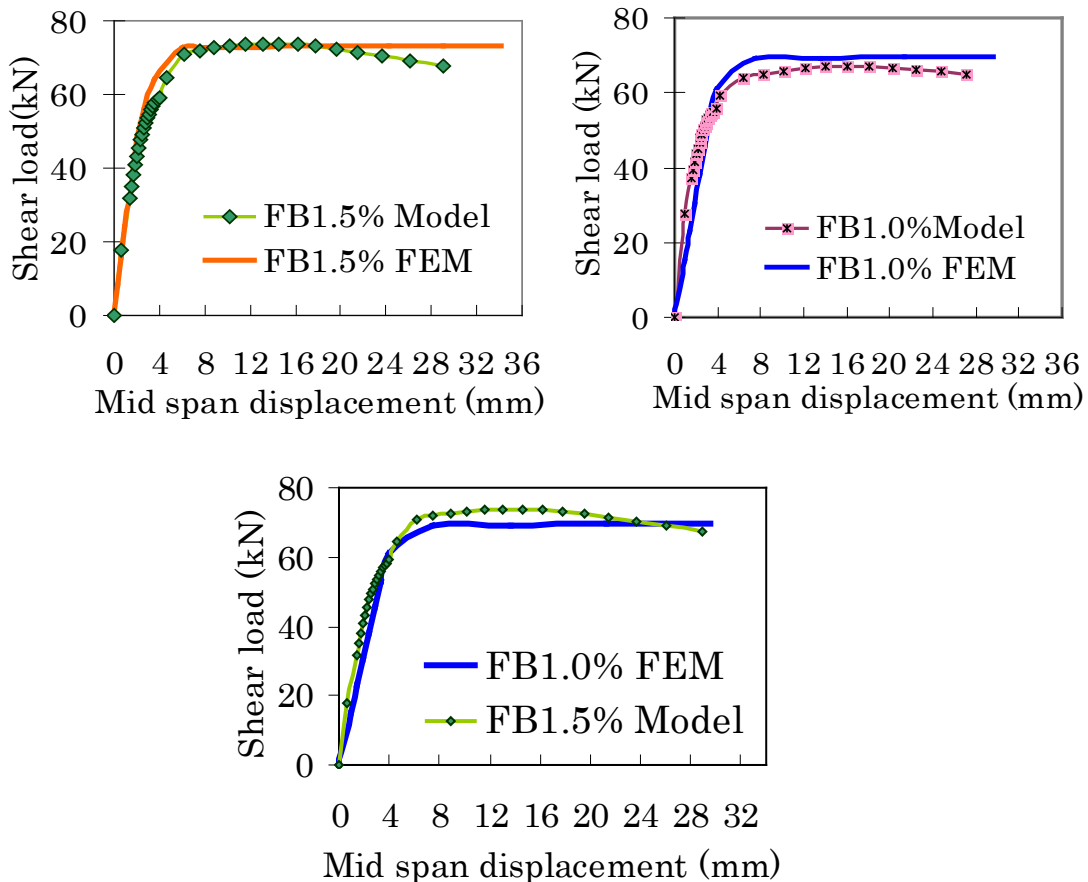 80
60
40
20
0
Shear load(kN)
FB1.5% Model
FB1.5% FEM
0 4 8 12 16 20 24 28 32 36
Mid span displacement (mm)
80
60
40
20
0
Shear load (kN)
FB1.0%Model
FB1.0% FEM
0 4 8 12 16 20 24 28 32 36
Mid span displacement (mm)
80
60
40
20
0
Shear load (kN)
FB1.0% FEM
FB1.5% Model
0 4 8 12 16 20 24 28 32
Mid span displacement (mm)